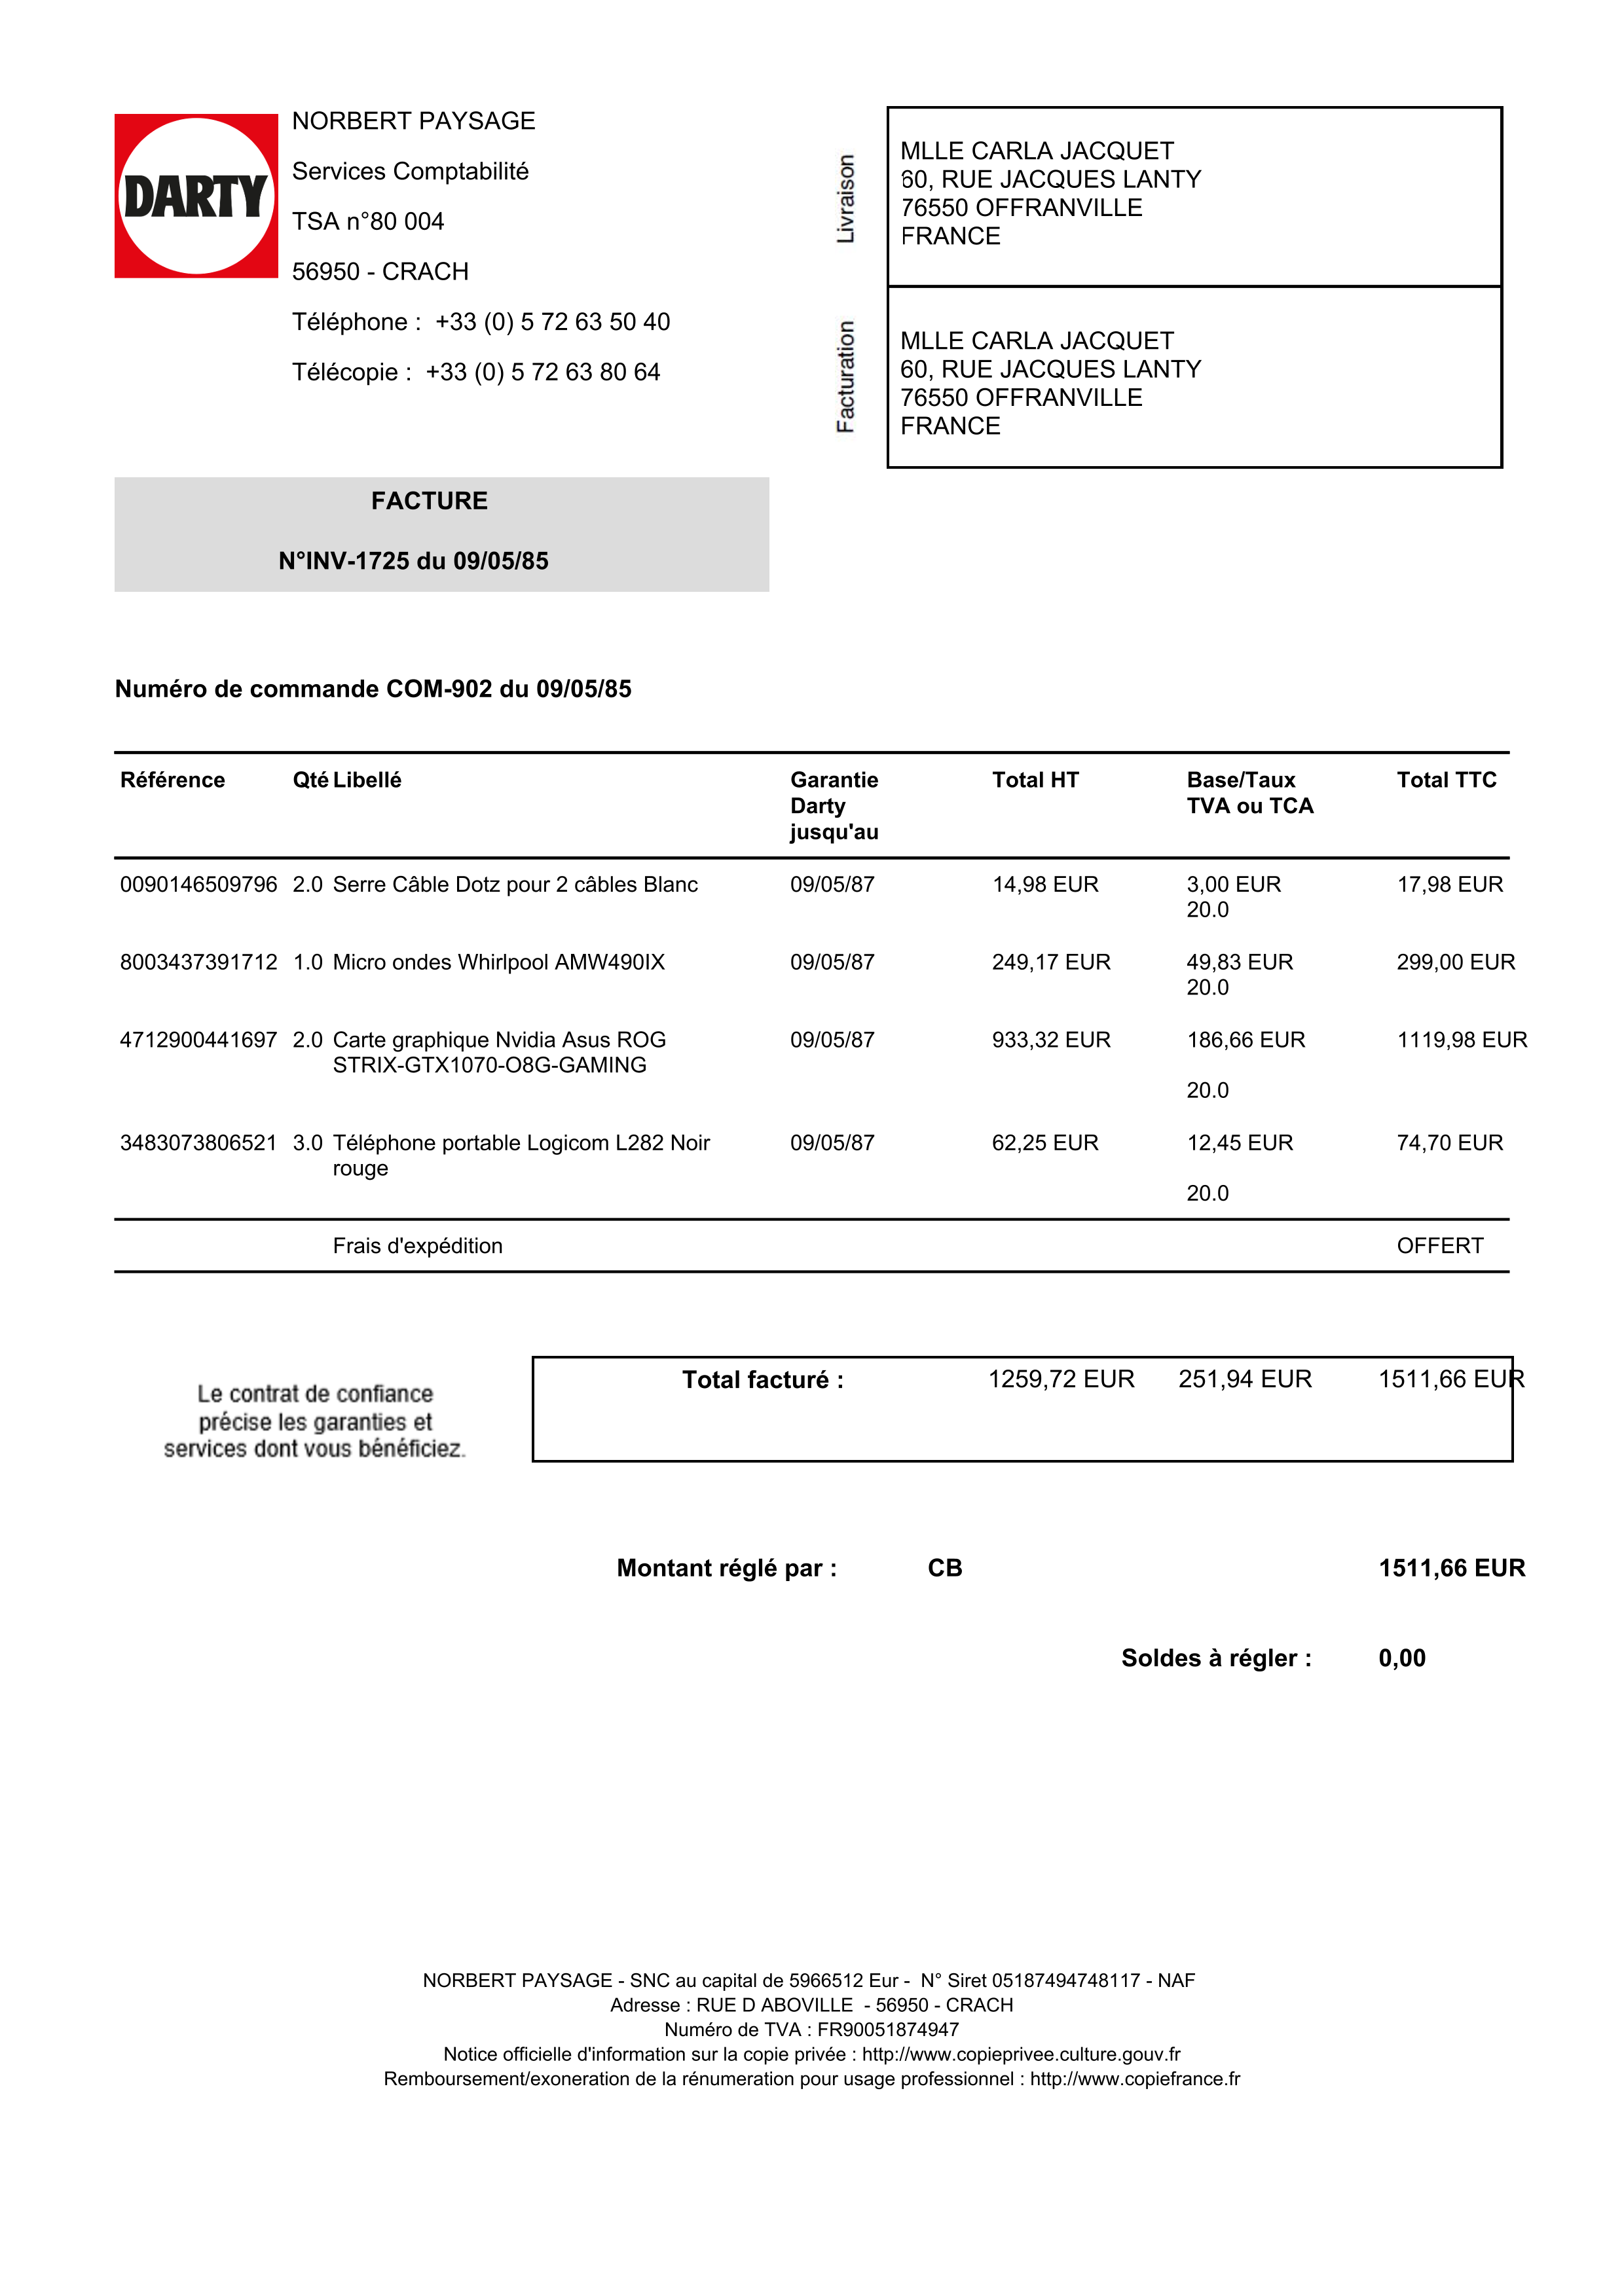 DARTY
NORBERT PAYSAGE
Services Comptabilité
TSA n°80 004
56950 - CRACH
Téléphone :  +33 (0) 5 72 63 50 40
Télécopie :  +33 (0) 5 72 63 80 64
Livraison
MLLE CARLA JACQUET
60, RUE JACQUES LANTY
76550 OFFRANVILLE
FRANCE
Facturation
MLLE CARLA JACQUET
60, RUE JACQUES LANTY
76550 OFFRANVILLE
FRANCE
FACTURE
N°INV-1725 du 09/05/85
Numéro de commande COM-902 du 09/05/85
Référence Qté Libellé Garantie Total HT Base/Taux Total TTC
Darty TVA ou TCA
jusqu'au
0090146509796 2.0 Serre Câble Dotz pour 2 câbles Blanc 09/05/87 14,98 EUR 3,00 EUR 17,98 EUR
20.0
8003437391712 1.0 Micro ondes Whirlpool AMW490IX 09/05/87 249,17 EUR 49,83 EUR 299,00 EUR
20.0
4712900441697 2.0 Carte graphique Nvidia Asus ROG 09/05/87 933,32 EUR 186,66 EUR 1119,98 EUR
STRIX-GTX1070-O8G-GAMING
20.0
3483073806521 3.0 Téléphone portable Logicom L282 Noir 09/05/87 62,25 EUR 12,45 EUR 74,70 EUR
rouge
20.0
Frais d'expédition OFFERT
Le contrat de confiance
précise les garanties et
services dont vous bénéficiez.
Total facturé : 1259,72 EUR 251,94 EUR 1511,66 EUR
Montant réglé par : CB 1511,66 EUR
Soldes à régler : 0,00
NORBERT PAYSAGE - SNC au capital de 5966512 Eur -  N° Siret 05187494748117 - NAF
Adresse : RUE D ABOVILLE  - 56950 - CRACH
Numéro de TVA : FR90051874947
Notice officielle d'information sur la copie privée : http://www.copieprivee.culture.gouv.fr
Remboursement/exoneration de la rénumeration pour usage professionnel : http://www.copiefrance.fr